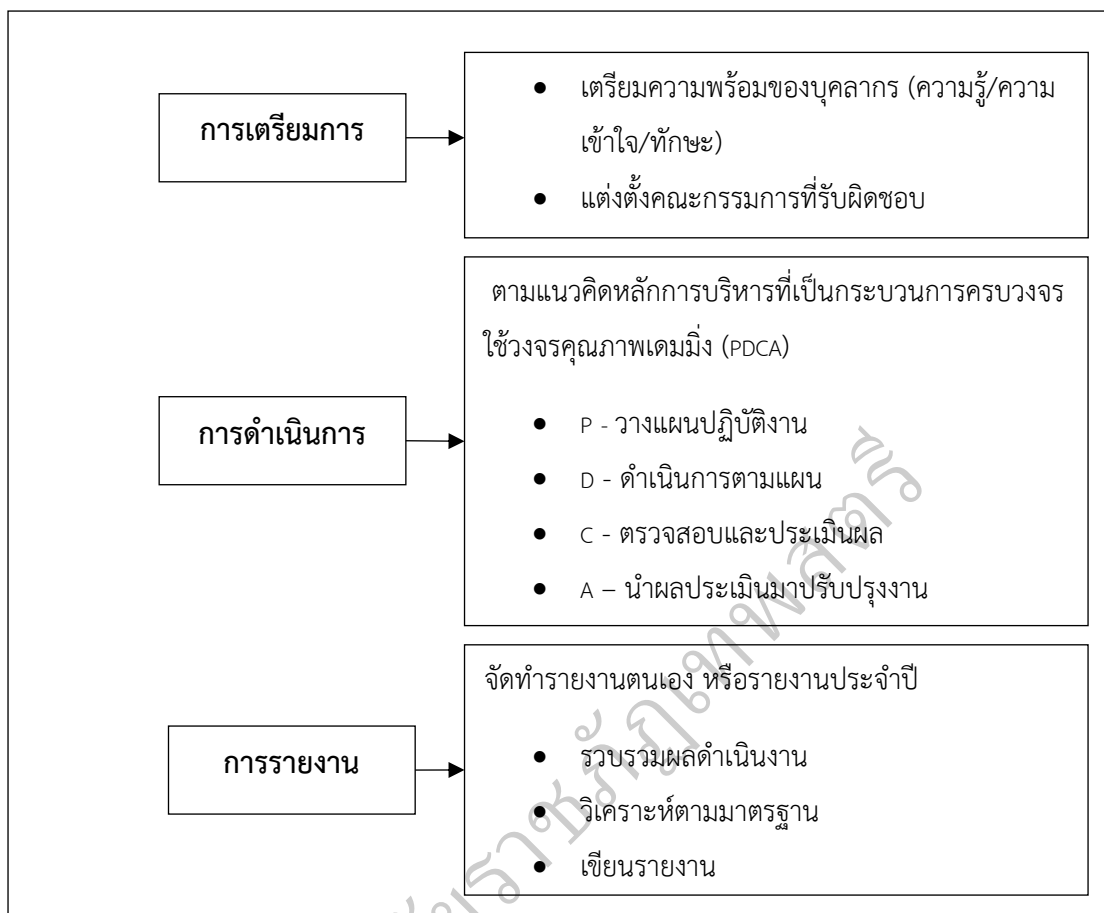 การเตรียมการ
• เตรียมความพร้อมของบุคลากร (ความรู้/ความ
เข้าใจ/ทักษะ)
• แต่งตั้งคณะกรรมการที่รับผิดชอบ
การดำเนินการ
ตามแนวคิดหลักการบริหารที่เป็นกระบวนการครบวงจร
ใช้วงจรคุณภาพเดมมิ่ง (PDCA)
• P - วางแผนปฏิบัติงาน
• D - ดำเนินการตามแผน
• C - ตรวจสอบและประเมินผล
• A – นำผลประเมินมาปรับปรุงงาน
การรายงาน
จัดทำรายงานตนเอง หรือรายงานประจำปี
• รวบรวมผลดำเนินงาน
• วิเคราะห์ตามมาตรฐาน
• เขียนรายงาน
ราชภัฏเทพสตรี